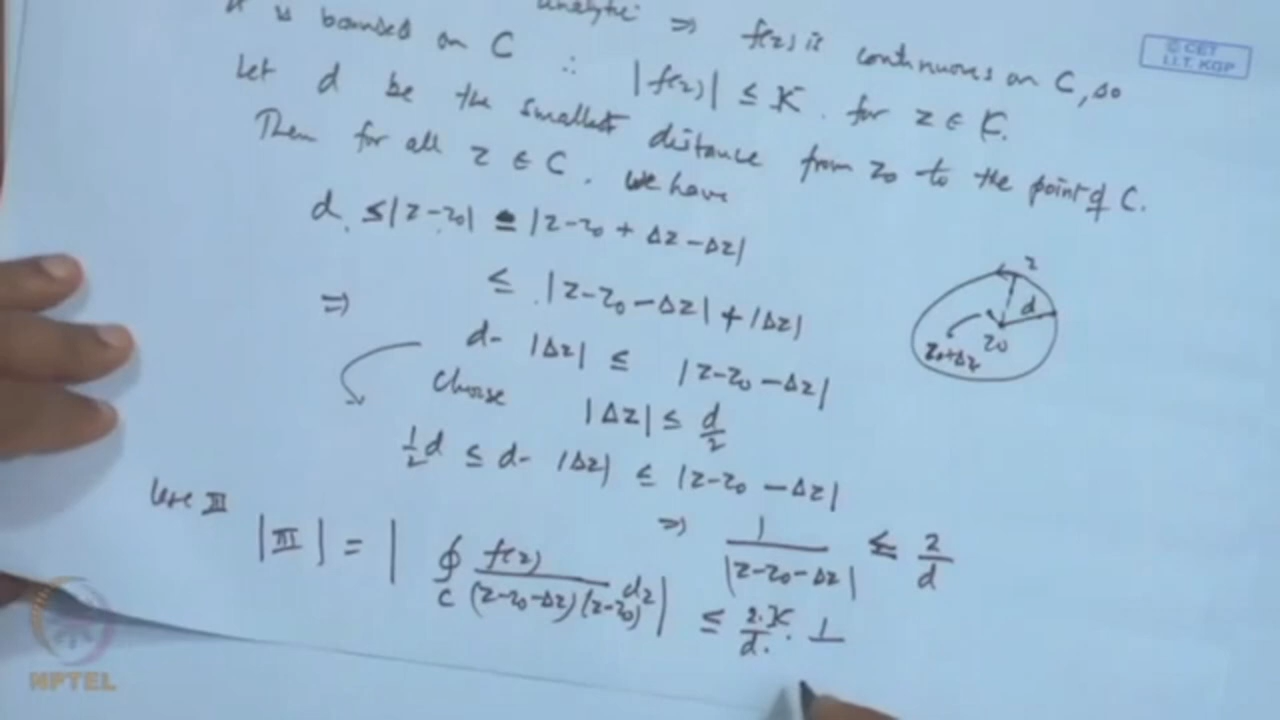 analytic ⇒ f(z) is continuous on C, so
it is bounded on C ∴ |f(z)| ≤ K. for z ∈ C.
Let d be the smallest distance from z₀ to the point of C.
Then for all z ∈ C. We have
d ≤ |z-z₀| = |z-z₀ + Δz - Δz|
≤ |z-z₀-Δz| + |Δz|
⇒ d- |Δz| ≤ |z-z₀-Δz|
Choose |Δz| ≤ d/2
½d ≤ d- |Δz| ≤ |z-z₀-Δz|
⇒ 1/|z-z₀-Δz| ≤ 2/d
Use III
|III| = | ∮_C f(z)/((z-z₀-Δz)(z-z₀)²) dz | ≤ 2.K/d. 1
z
d
z₀
z₀+Δz
© CET
I.I.T. KGP
NPTEL